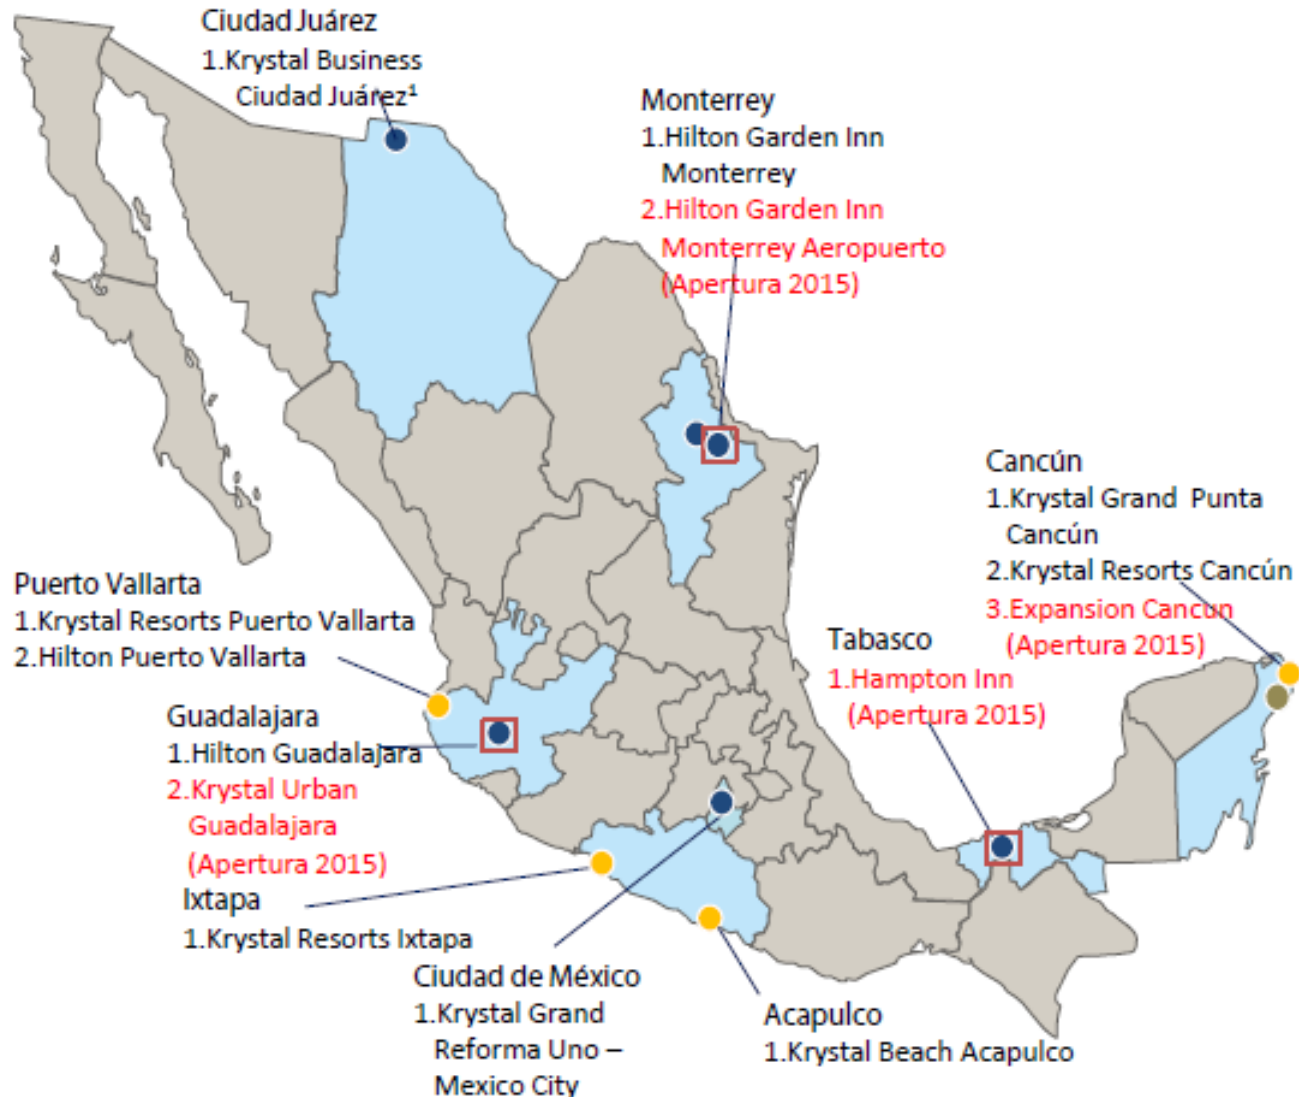 Ciudad Juárez
1.Krystal Business
Ciudad Juárez¹
Monterrey
1.Hilton Garden Inn
Monterrey
2.Hilton Garden Inn
Monterrey Aeropuerto
(Apertura 2015)
Cancún
1.Krystal Grand Punta
Cancún
2.Krystal Resorts Cancún
3.Expansion Cancun
(Apertura 2015)
Puerto Vallarta
1.Krystal Resorts Puerto Vallarta
2.Hilton Puerto Vallarta
Tabasco
1.Hampton Inn
(Apertura 2015)
Guadalajara
1.Hilton Guadalajara
2.Krystal Urban
Guadalajara
(Apertura 2015)
Ixtapa
1.Krystal Resorts Ixtapa
Ciudad de México
1.Krystal Grand
Reforma Uno –
Mexico City
Acapulco
1.Krystal Beach Acapulco